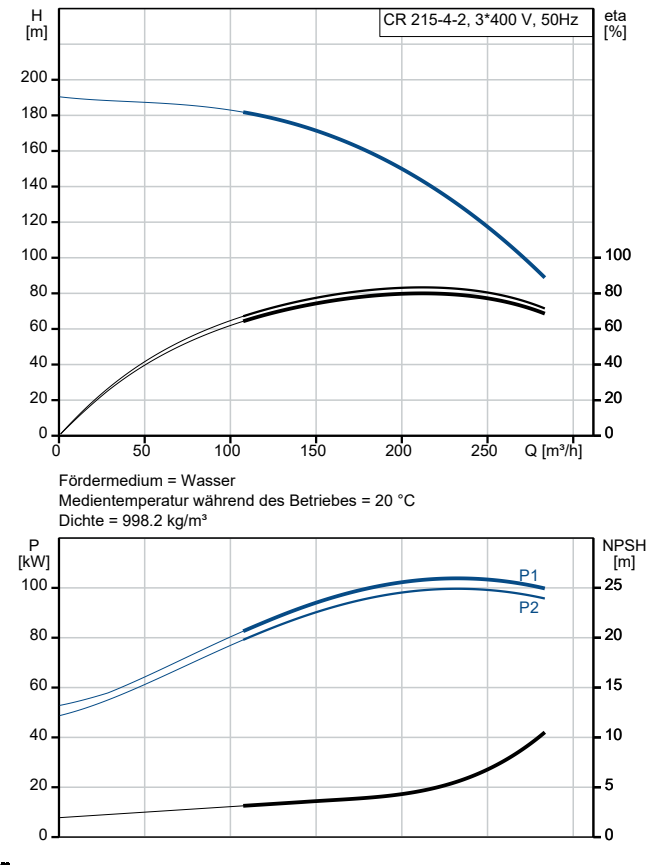 H
[m]
CR 215-4-2, 3*400 V, 50Hz
eta
[%]
200
180
160
140
120
100
80
60
40
20
0
100
80
60
40
20
0
0
50
100
150
200
250
Q [m³/h]
Fördermedium = Wasser
Medientemperatur während des Betriebes = 20 °C
Dichte = 998.2 kg/m³
P
[kW]
NPSH
[m]
P1
P2
100
80
60
40
20
0
25
20
15
10
5
0